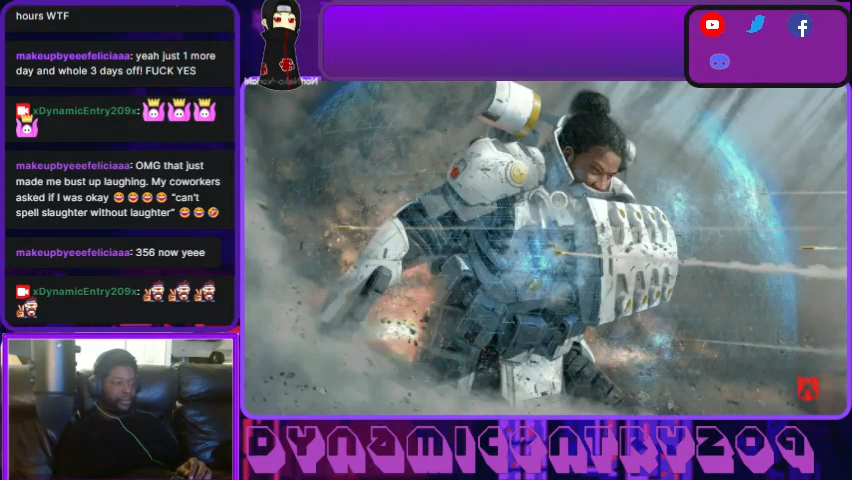 hours WTF
makeupbyeeefeliciaaa: yeah just 1 more
day and whole 3 days off! FUCK YES
xDynamicEntry209x:
makeupbyeeefeliciaaa: OMG that just
made me bust up laughing. My coworkers
asked if I was okay 😂😂😂😂 "can't
spell slaughter without laughter" 😂😂🤣
makeupbyeeefeliciaaa: 356 now yeee
xDynamicEntry209x:
DYNAMICENTRY209